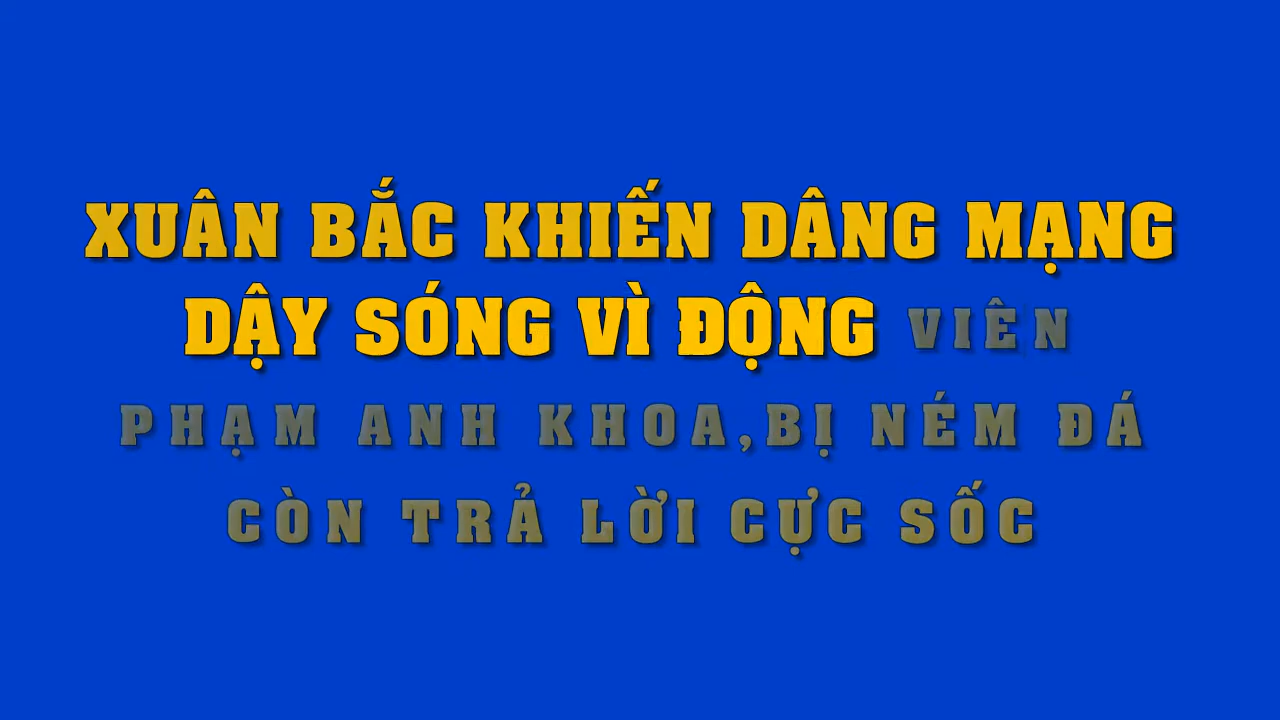 XUÂN BẮC KHIẾN DÂNG MẠNG
DẬY SÓNG VÌ ĐỘNG VIÊN
PHẠM ANH KHOA,BỊ NÉM ĐÁ
CÒN TRẢ LỜI CỰC SỐC